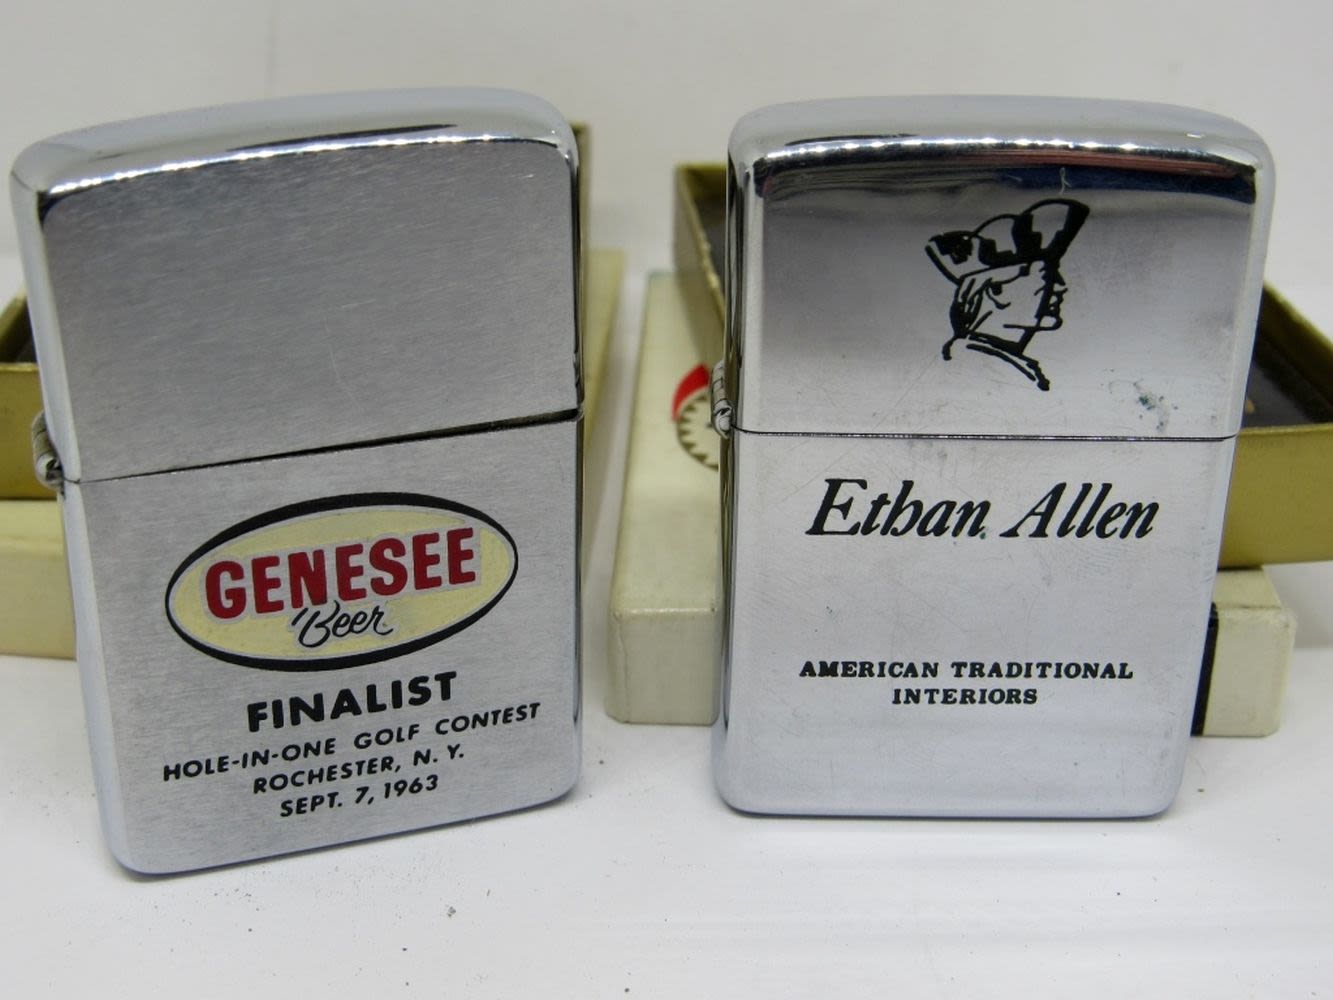 GENESEE
Beer
FINALIST
HOLE-IN-ONE GOLF CONTEST
ROCHESTER, N. Y.
SEPT. 7, 1963
Ethan Allen
AMERICAN TRADITIONAL
INTERIORS